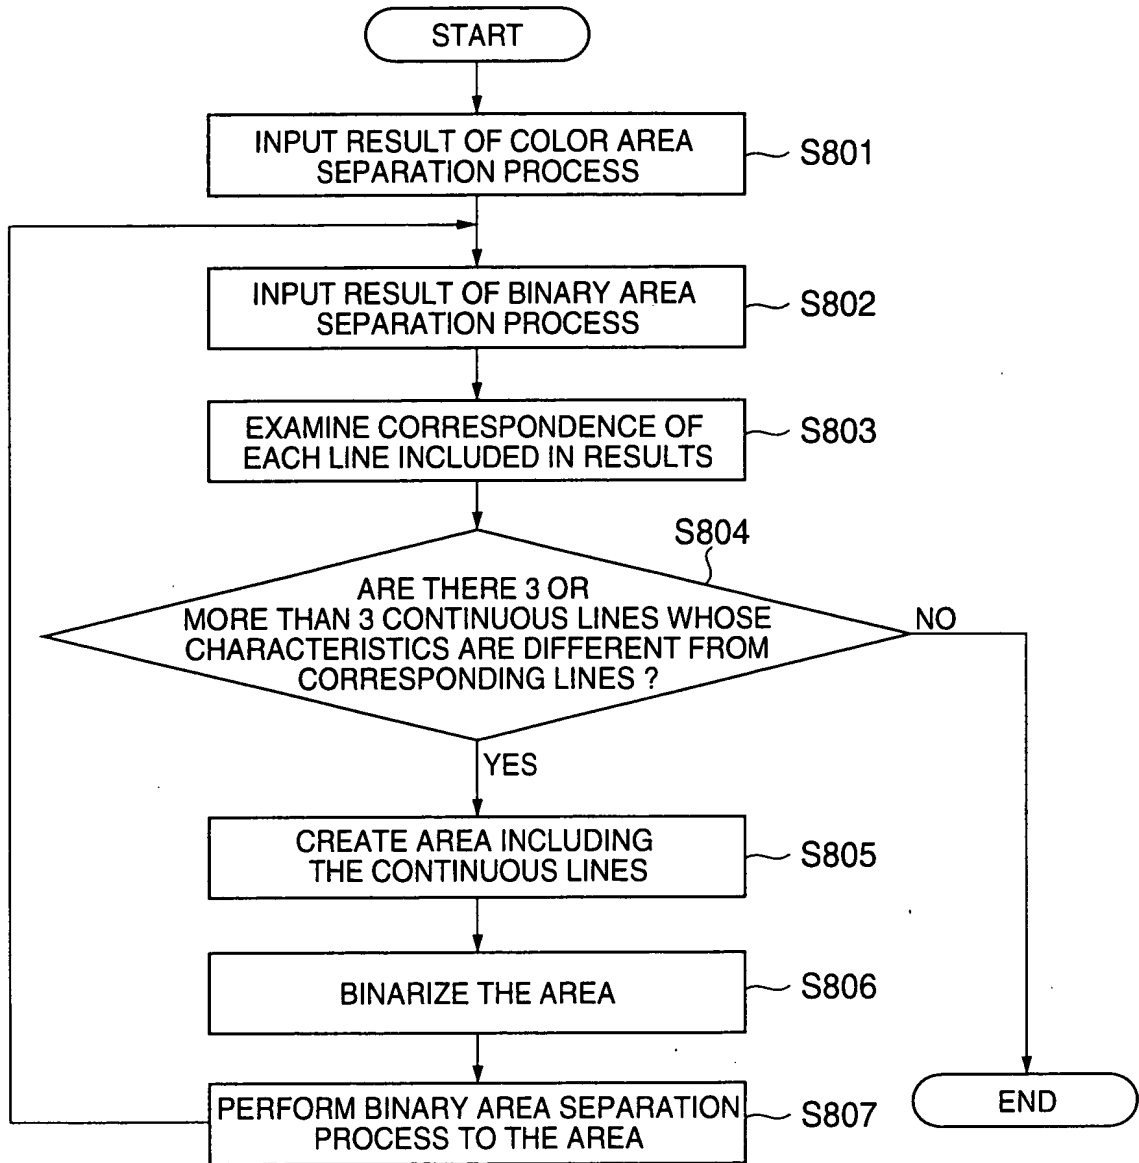 START
INPUT RESULT OF COLOR AREA
SEPARATION PROCESS
S801
INPUT RESULT OF BINARY AREA
SEPARATION PROCESS
S802
EXAMINE CORRESPONDENCE OF
EACH LINE INCLUDED IN RESULTS
S803
S804
ARE THERE 3 OR
MORE THAN 3 CONTINUOUS LINES WHOSE
CHARACTERISTICS ARE DIFFERENT FROM
CORRESPONDING LINES ?
NO
YES
CREATE AREA INCLUDING
THE CONTINUOUS LINES
S805
BINARIZE THE AREA
S806
PERFORM BINARY AREA SEPARATION
PROCESS TO THE AREA
S807
END